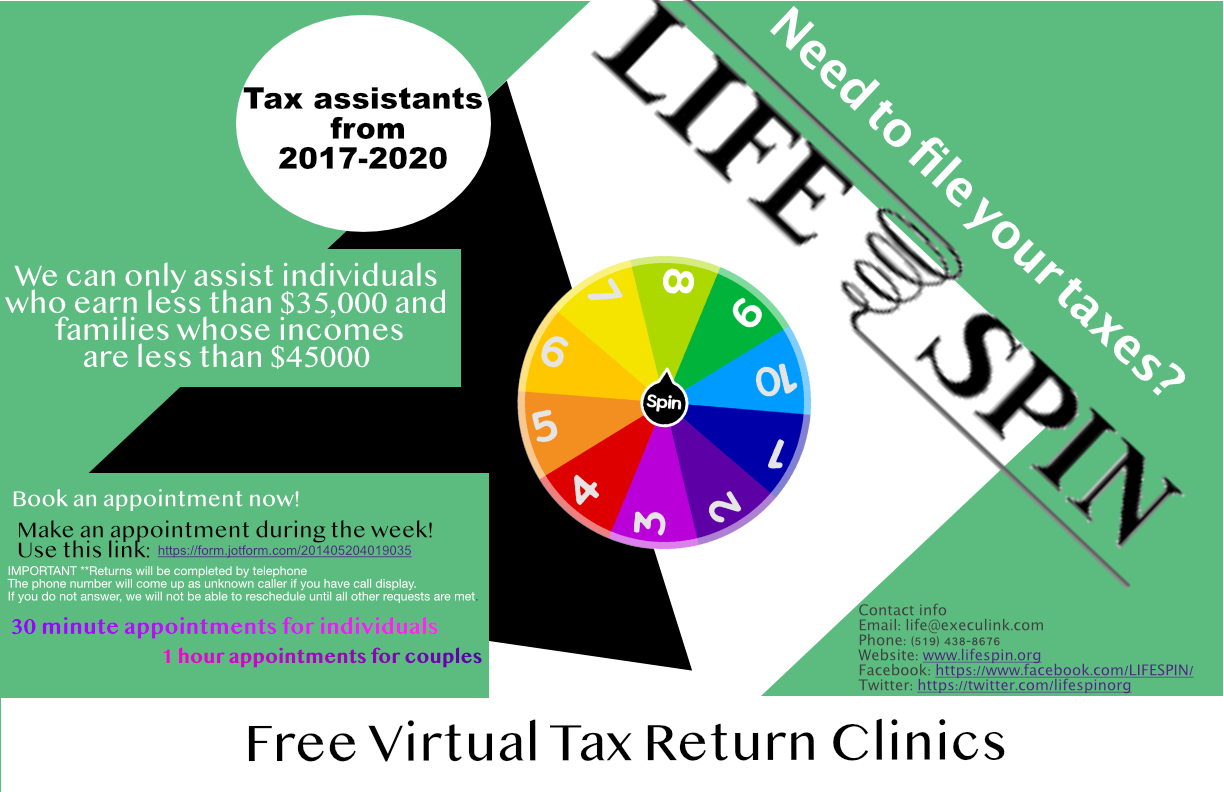 Need to file your taxes?
LIFE SPIN
Tax assistants
from
2017-2020
We can only assist individuals
who earn less than $35,000 and
families whose incomes
are less than $45000
8
9
10
1
2
3
4
5
6
7
Spin
Book an appointment now!
Make an appointment during the week!
Use this link: https://form.jotform.com/201405204019035
IMPORTANT **Returns will be completed by telephone
The phone number will come up as unknown caller if you have call display.
If you do not answer, we will not be able to reschedule until all other requests are met.
30 minute appointments for individuals
1 hour appointments for couples
Contact info
Email: life@execulink.com
Phone: (519) 438-8676
Website: www.lifespin.org
Facebook: https://www.facebook.com/LIFESPIN/
Twitter: https://twitter.com/lifespinorg
Free Virtual Tax Return Clinics